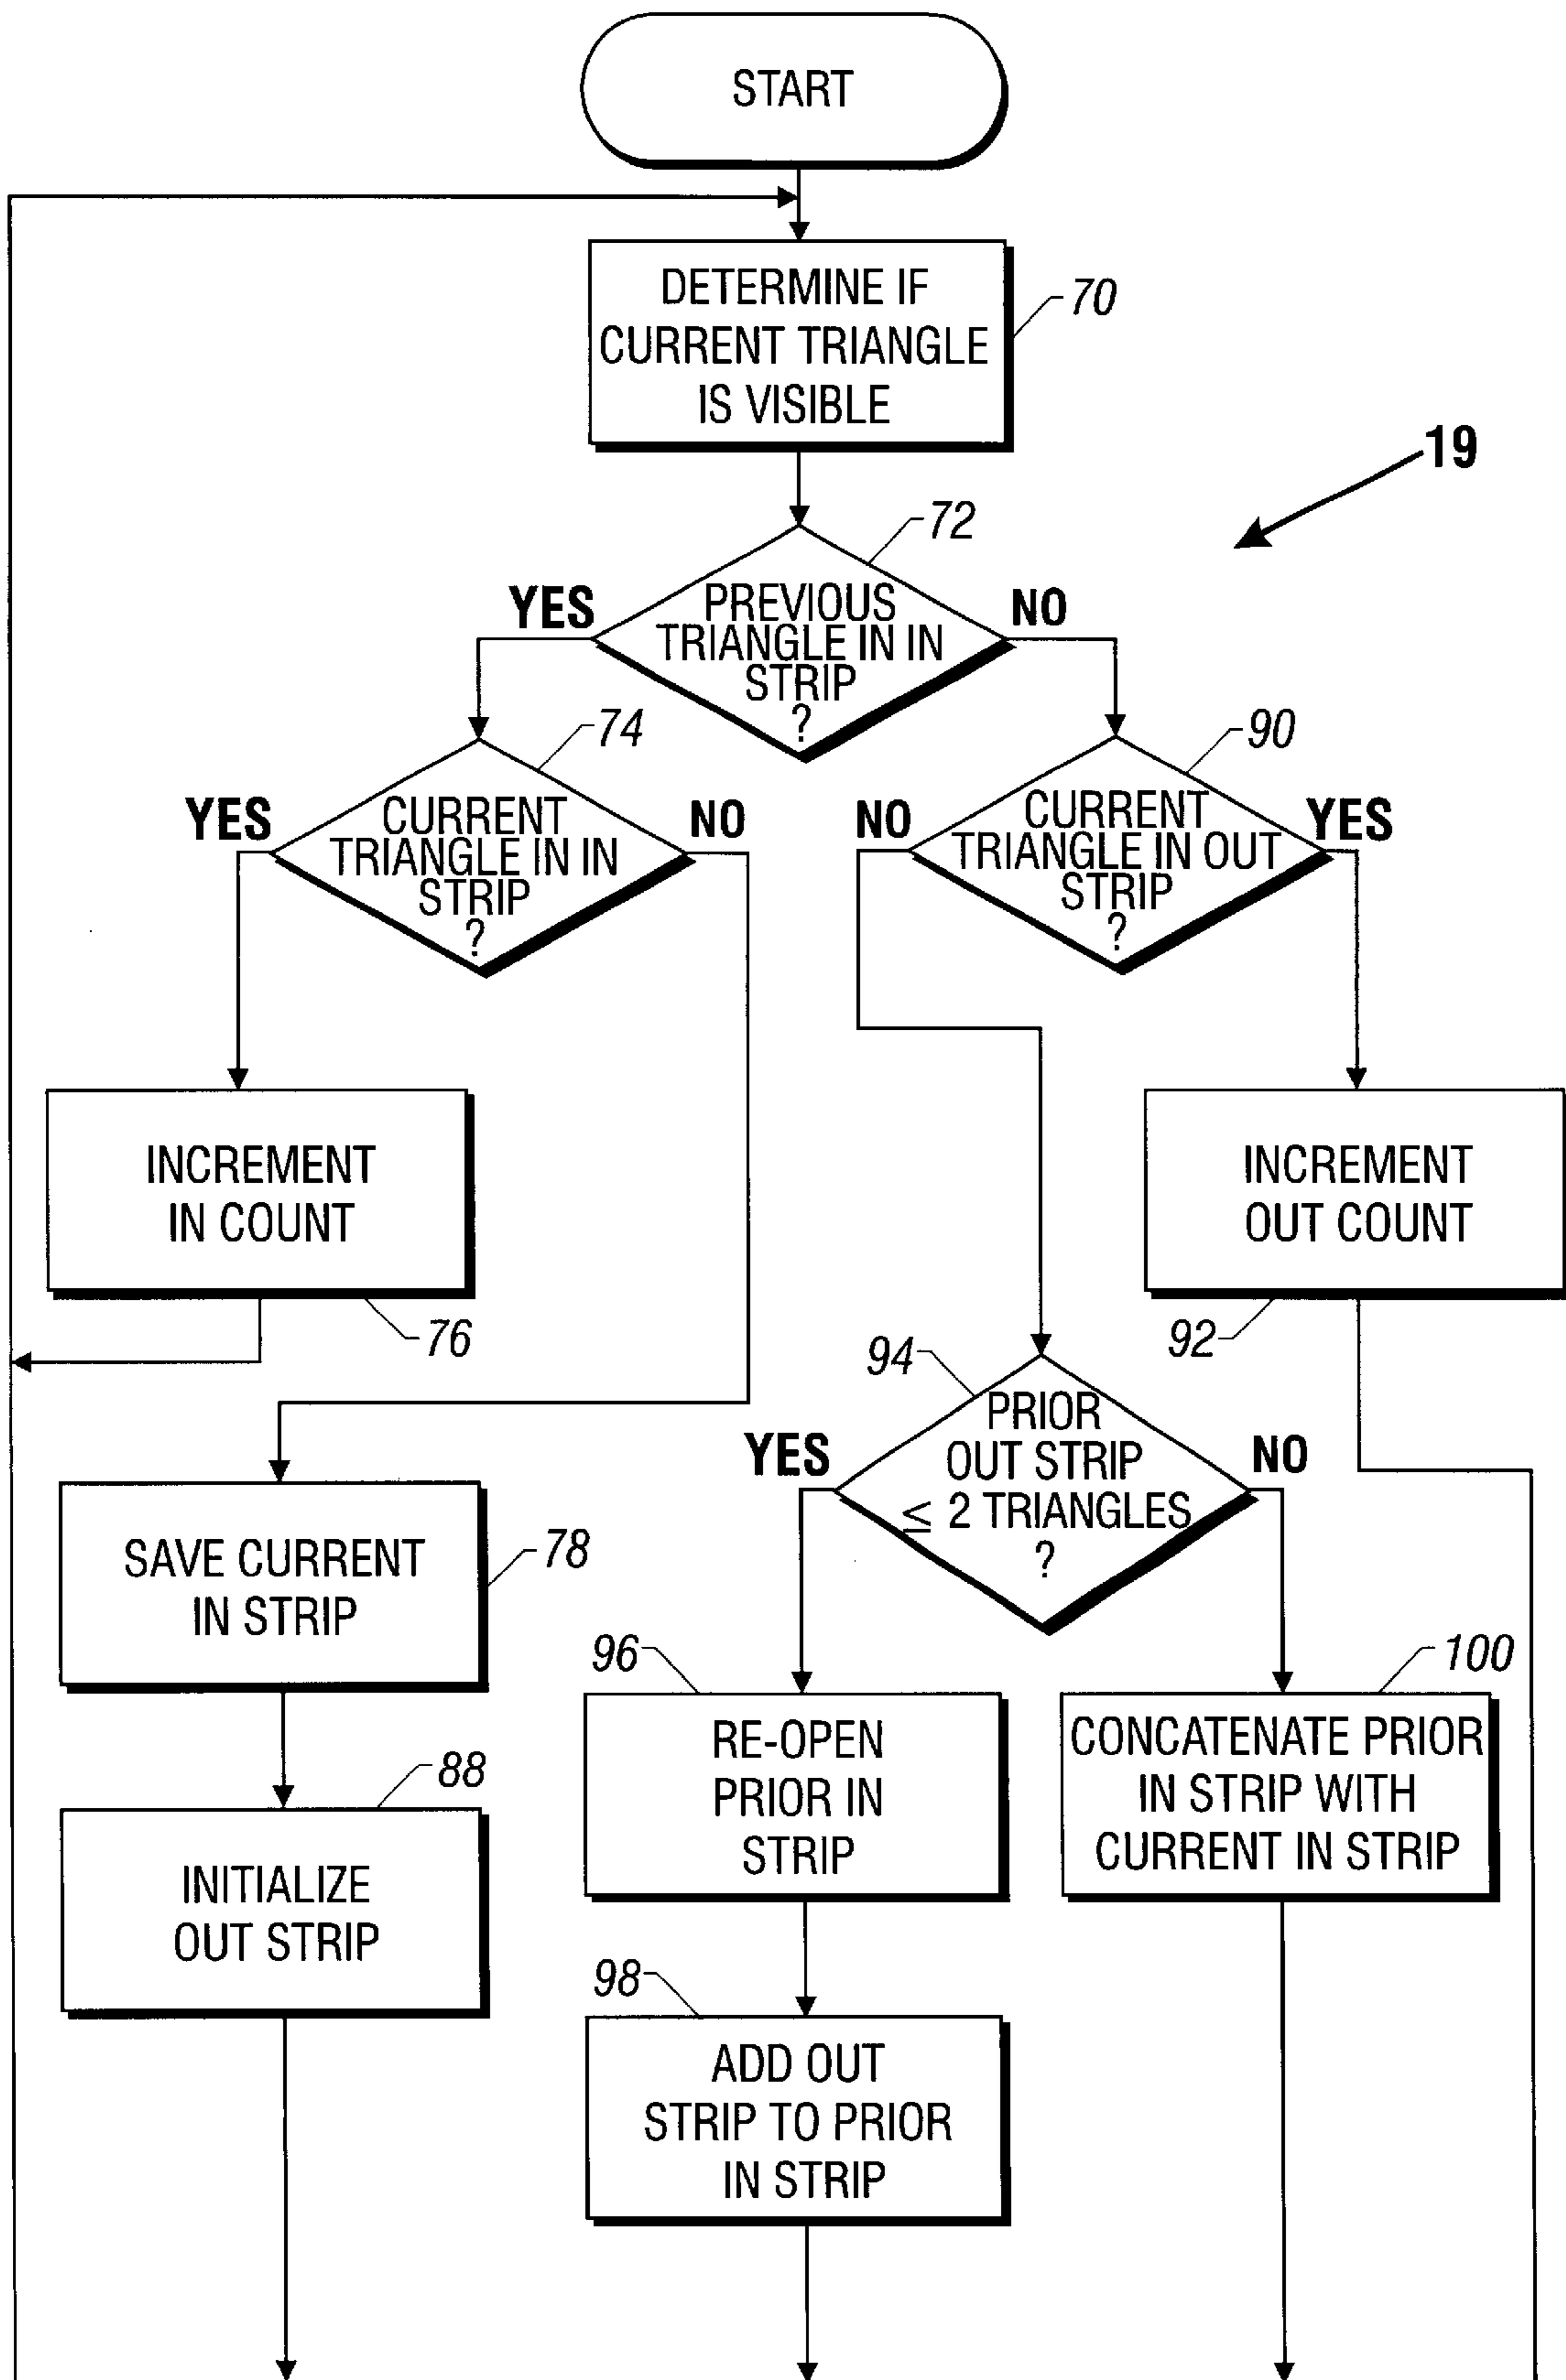 START
DETERMINE IF
CURRENT TRIANGLE
IS VISIBLE
70
19
72
YES
PREVIOUS
TRIANGLE IN IN
STRIP
?
NO
74
YES
CURRENT
TRIANGLE IN IN
STRIP
?
NO
90
NO
CURRENT
TRIANGLE IN OUT
STRIP
?
YES
INCREMENT
IN COUNT
76
INCREMENT
OUT COUNT
92
94
YES
PRIOR
OUT STRIP
≤ 2 TRIANGLES
?
NO
SAVE CURRENT
IN STRIP
78
96
RE-OPEN
PRIOR IN
STRIP
100
CONCATENATE PRIOR
IN STRIP WITH
CURRENT IN STRIP
88
INITIALIZE
OUT STRIP
98
ADD OUT
STRIP TO PRIOR
IN STRIP